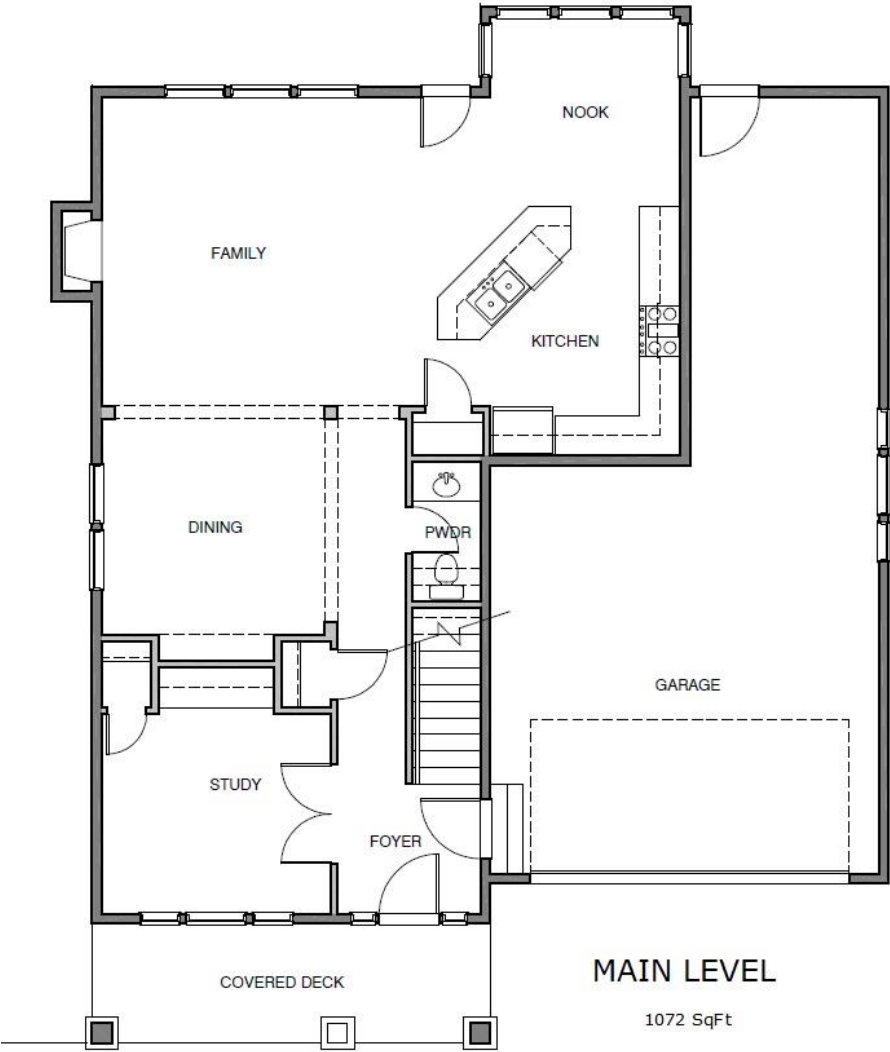 NOOK
FAMILY
KITCHEN
DINING
PWDR
GARAGE
STUDY
FOYER
COVERED DECK
MAIN LEVEL
1072 SqFt